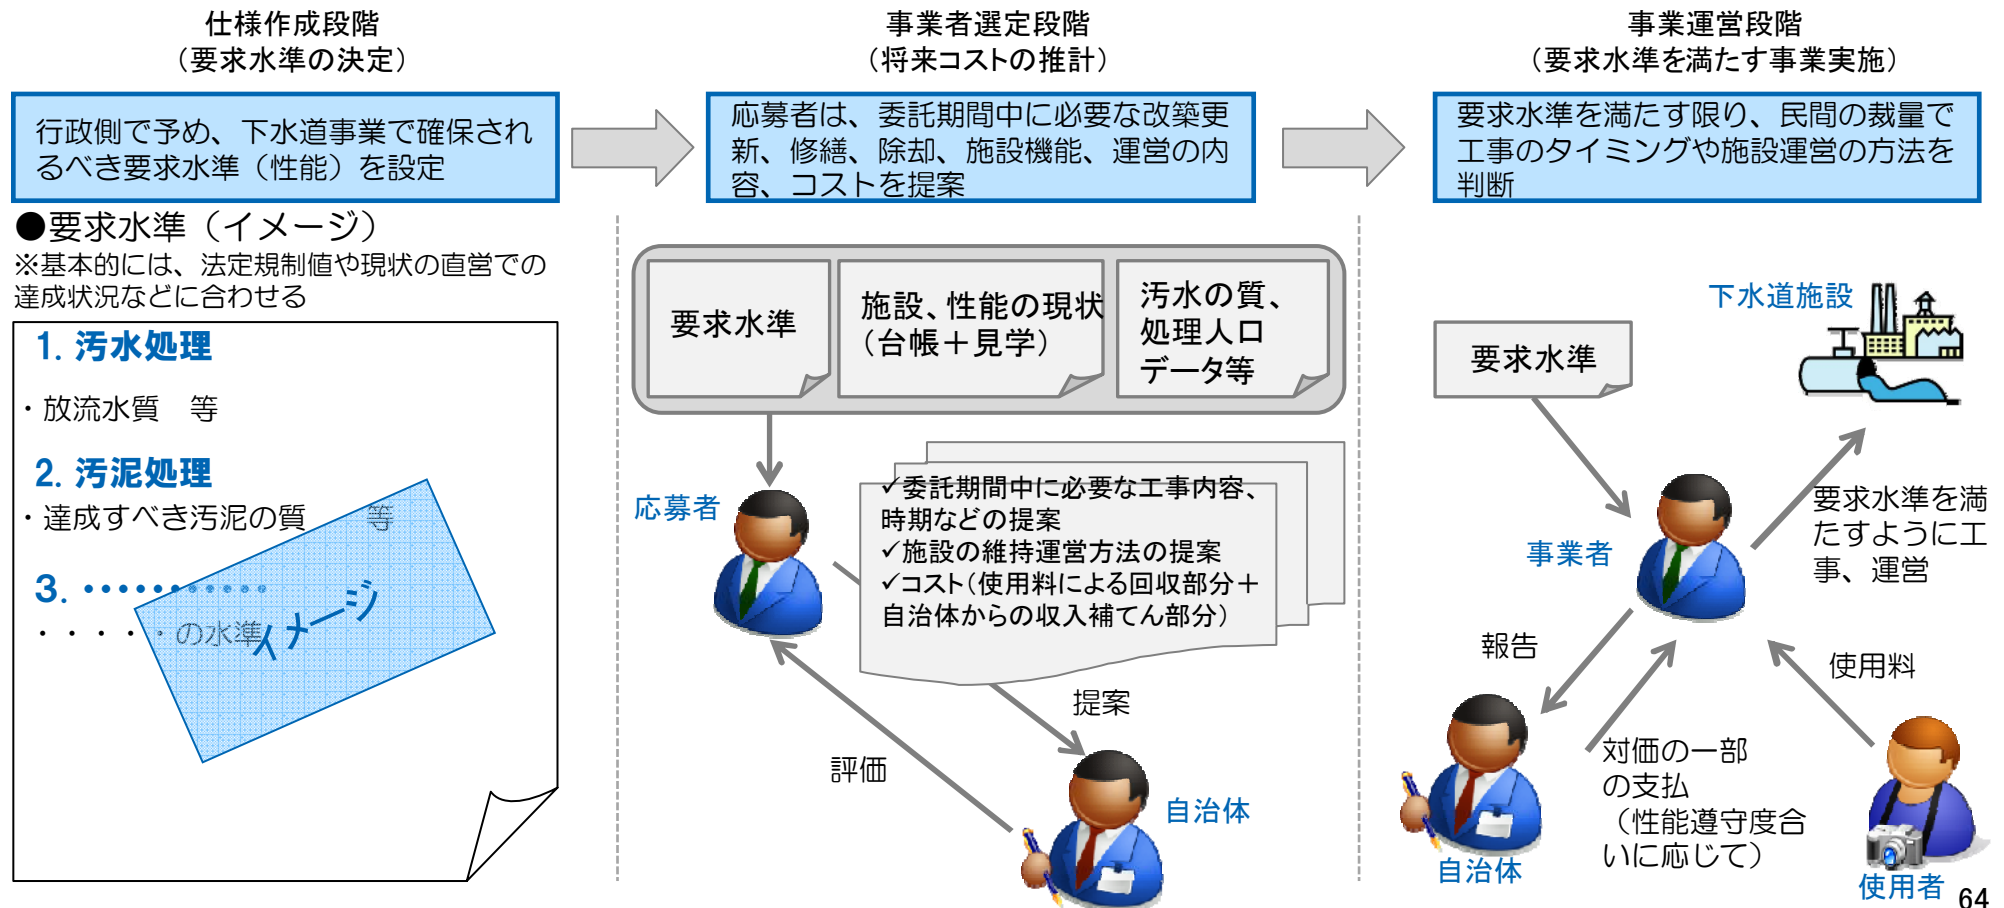 仕様作成段階
（要求水準の決定）
行政側で予め、下水道事業で確保され
るべき要求水準（性能）を設定
●要求水準（イメージ）
※基本的には、法定規制値や現状の直営での
達成状況などに合わせる
1. 汚水処理
・放流水質　等
2. 汚泥処理
・達成すべき汚泥の質　　等
3. ・・・・・・・・・・・
・・・・・の水準
イメージ
事業者選定段階
（将来コストの推計）
応募者は、委託期間中に必要な改築更
新、修繕、除却、施設機能、運営の内
容、コストを提案
要求水準
施設、性能の現状
（台帳＋見学）
汚水の質、
処理人口
データ等
応募者
✓委託期間中に必要な工事内容、
時期などの提案
✓施設の維持運営方法の提案
✓コスト（使用料による回収部分＋
自治体からの収入補てん部分）
提案
評価
自治体
事業運営段階
（要求水準を満たす事業実施）
要求水準を満たす限り、民間の裁量で
工事のタイミングや施設運営の方法を
判断
下水道施設
要求水準
事業者
要求水準を満
たすように工
事、運営
報告
使用料
対価の一部
の支払
（性能遵守度合
いに応じて）
自治体
使用者
64